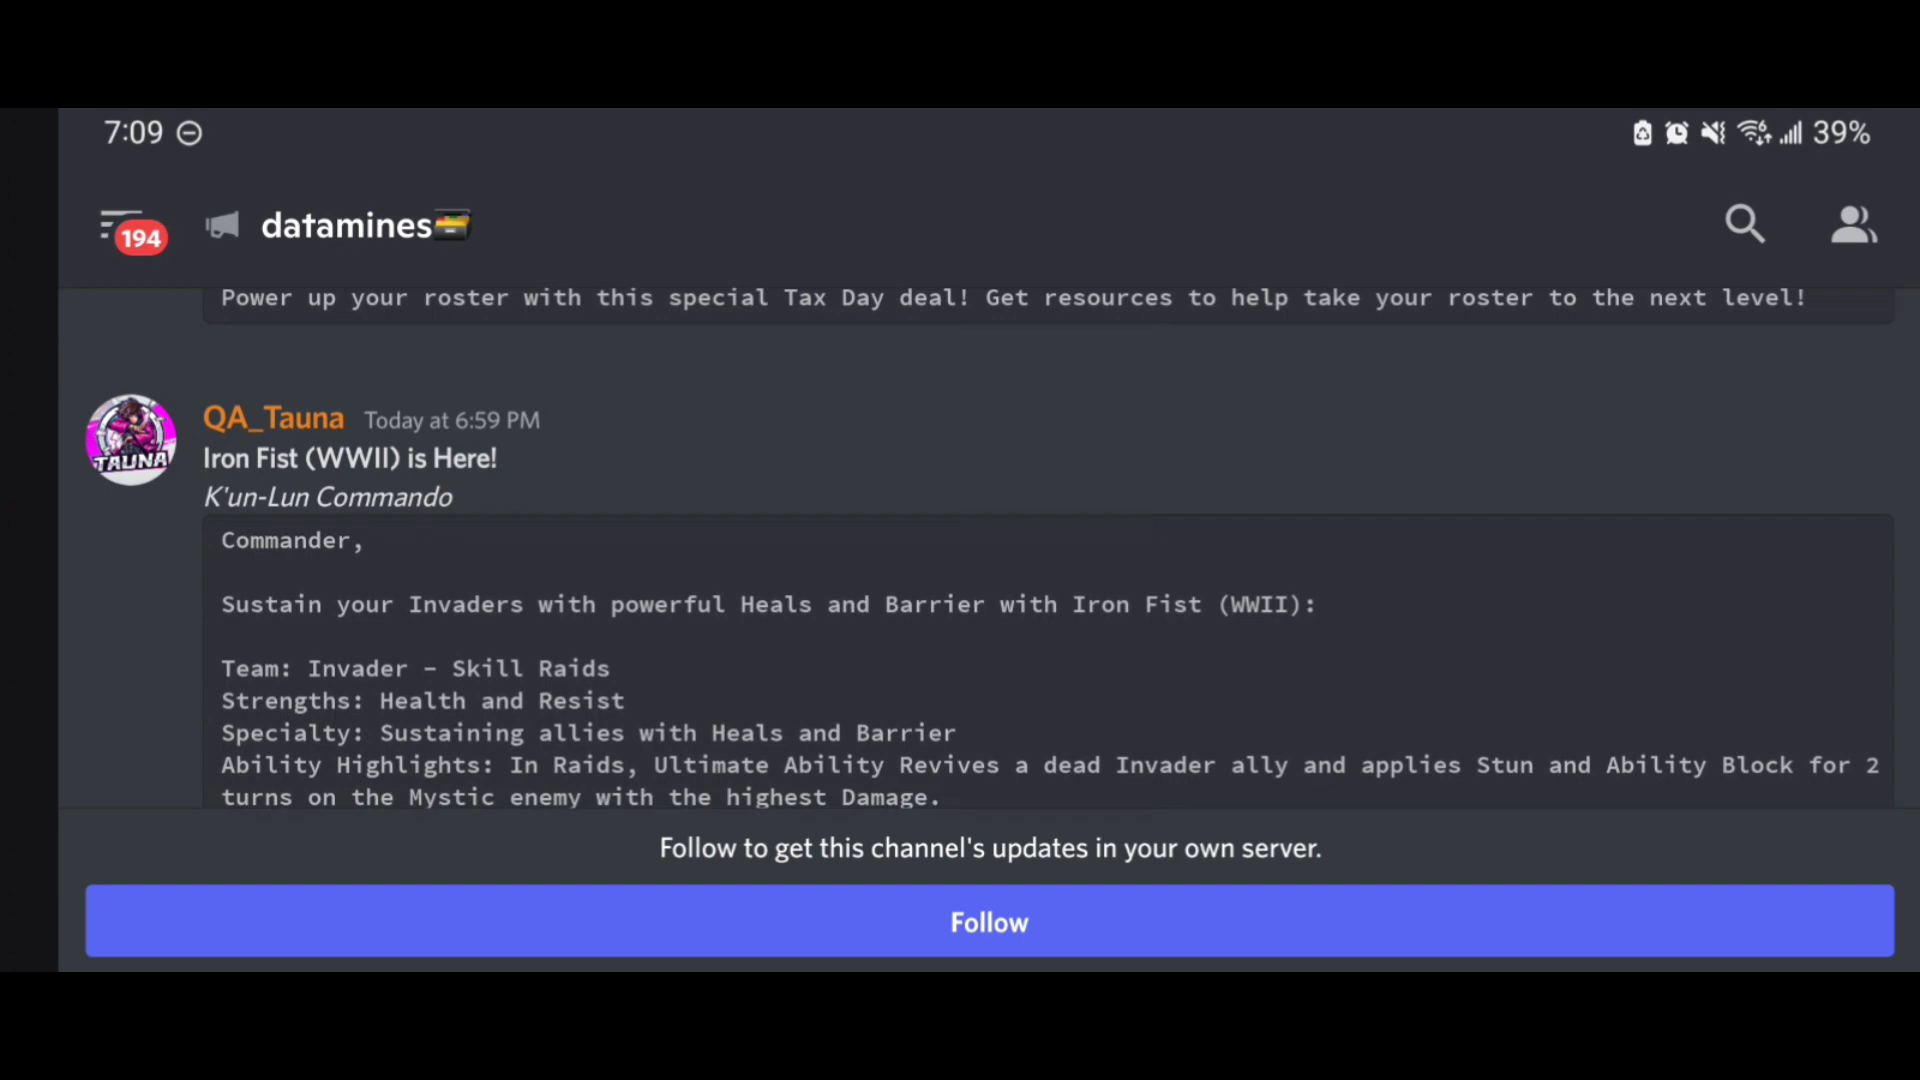 7:09
39%
194
datamines
Power up your roster with this special Tax Day deal! Get resources to help take your roster to the next level!
QA_Tauna Today at 6:59 PM
TAUNA
Iron Fist (WWII) is Here!
K'un-Lun Commando
Commander,
Sustain your Invaders with powerful Heals and Barrier with Iron Fist (WWII):
Team: Invader - Skill Raids
Strengths: Health and Resist
Specialty: Sustaining allies with Heals and Barrier
Ability Highlights: In Raids, Ultimate Ability Revives a dead Invader ally and applies Stun and Ability Block for 2
turns on the Mystic enemy with the highest Damage.
Follow to get this channel's updates in your own server.
Follow